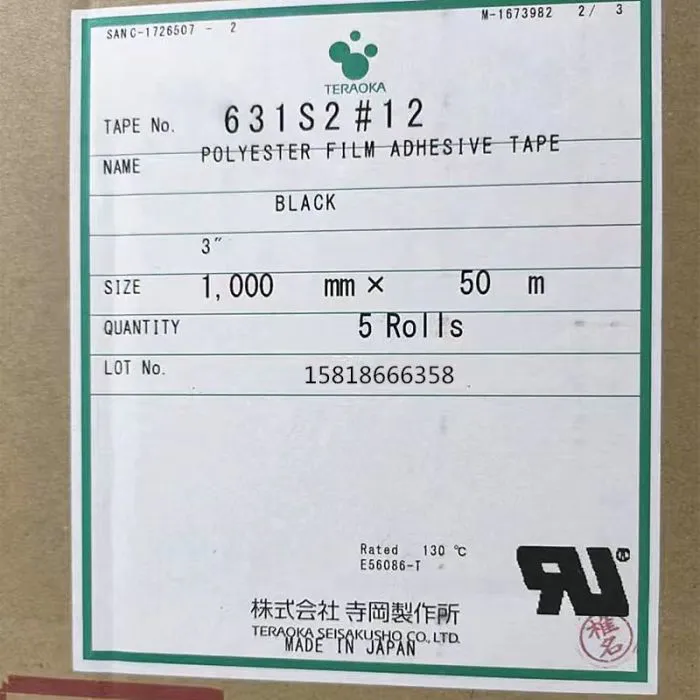 SANC-1726507 - 2
M-1673982 2/ 3
TERAOKA
TAPE No. 631S2#12
NAME POLYESTER FILM ADHESIVE TAPE
BLACK
3″
SIZE 1,000 mm × 50 m
QUANTITY 5 Rolls
LOT No. 15818666358
Rated 130 ℃
E56086-T
RU®
株式会社 寺岡製作所
TERAOKA SEISAKUSHO CO., LTD.
MADE IN JAPAN
椎名